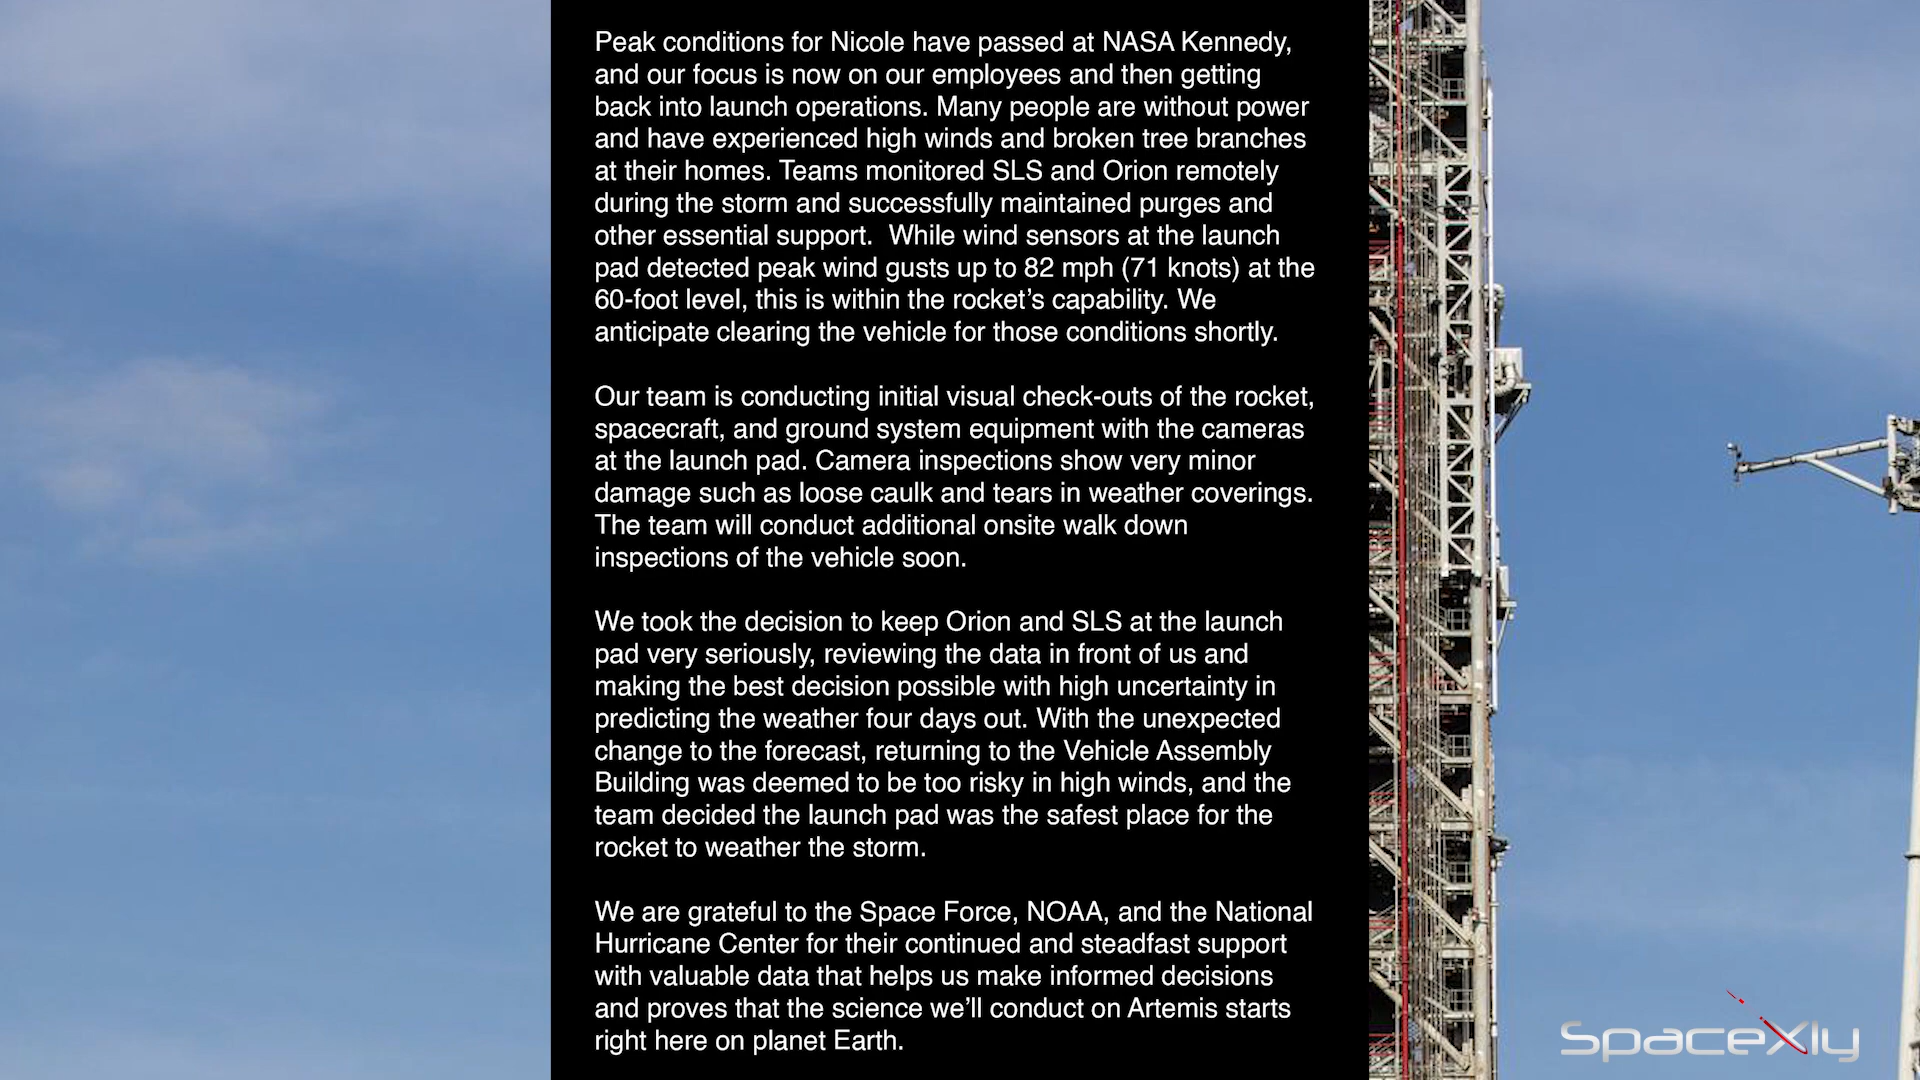 Peak conditions for Nicole have passed at NASA Kennedy,
and our focus is now on our employees and then getting
back into launch operations. Many people are without power
and have experienced high winds and broken tree branches
at their homes. Teams monitored SLS and Orion remotely
during the storm and successfully maintained purges and
other essential support.  While wind sensors at the launch
pad detected peak wind gusts up to 82 mph (71 knots) at the
60-foot level, this is within the rocket’s capability. We
anticipate clearing the vehicle for those conditions shortly.
Our team is conducting initial visual check-outs of the rocket,
spacecraft, and ground system equipment with the cameras
at the launch pad. Camera inspections show very minor
damage such as loose caulk and tears in weather coverings.
The team will conduct additional onsite walk down
inspections of the vehicle soon.
We took the decision to keep Orion and SLS at the launch
pad very seriously, reviewing the data in front of us and
making the best decision possible with high uncertainty in
predicting the weather four days out. With the unexpected
change to the forecast, returning to the Vehicle Assembly
Building was deemed to be too risky in high winds, and the
team decided the launch pad was the safest place for the
rocket to weather the storm.
We are grateful to the Space Force, NOAA, and the National
Hurricane Center for their continued and steadfast support
with valuable data that helps us make informed decisions
and proves that the science we’ll conduct on Artemis starts
right here on planet Earth.
SpaceXly